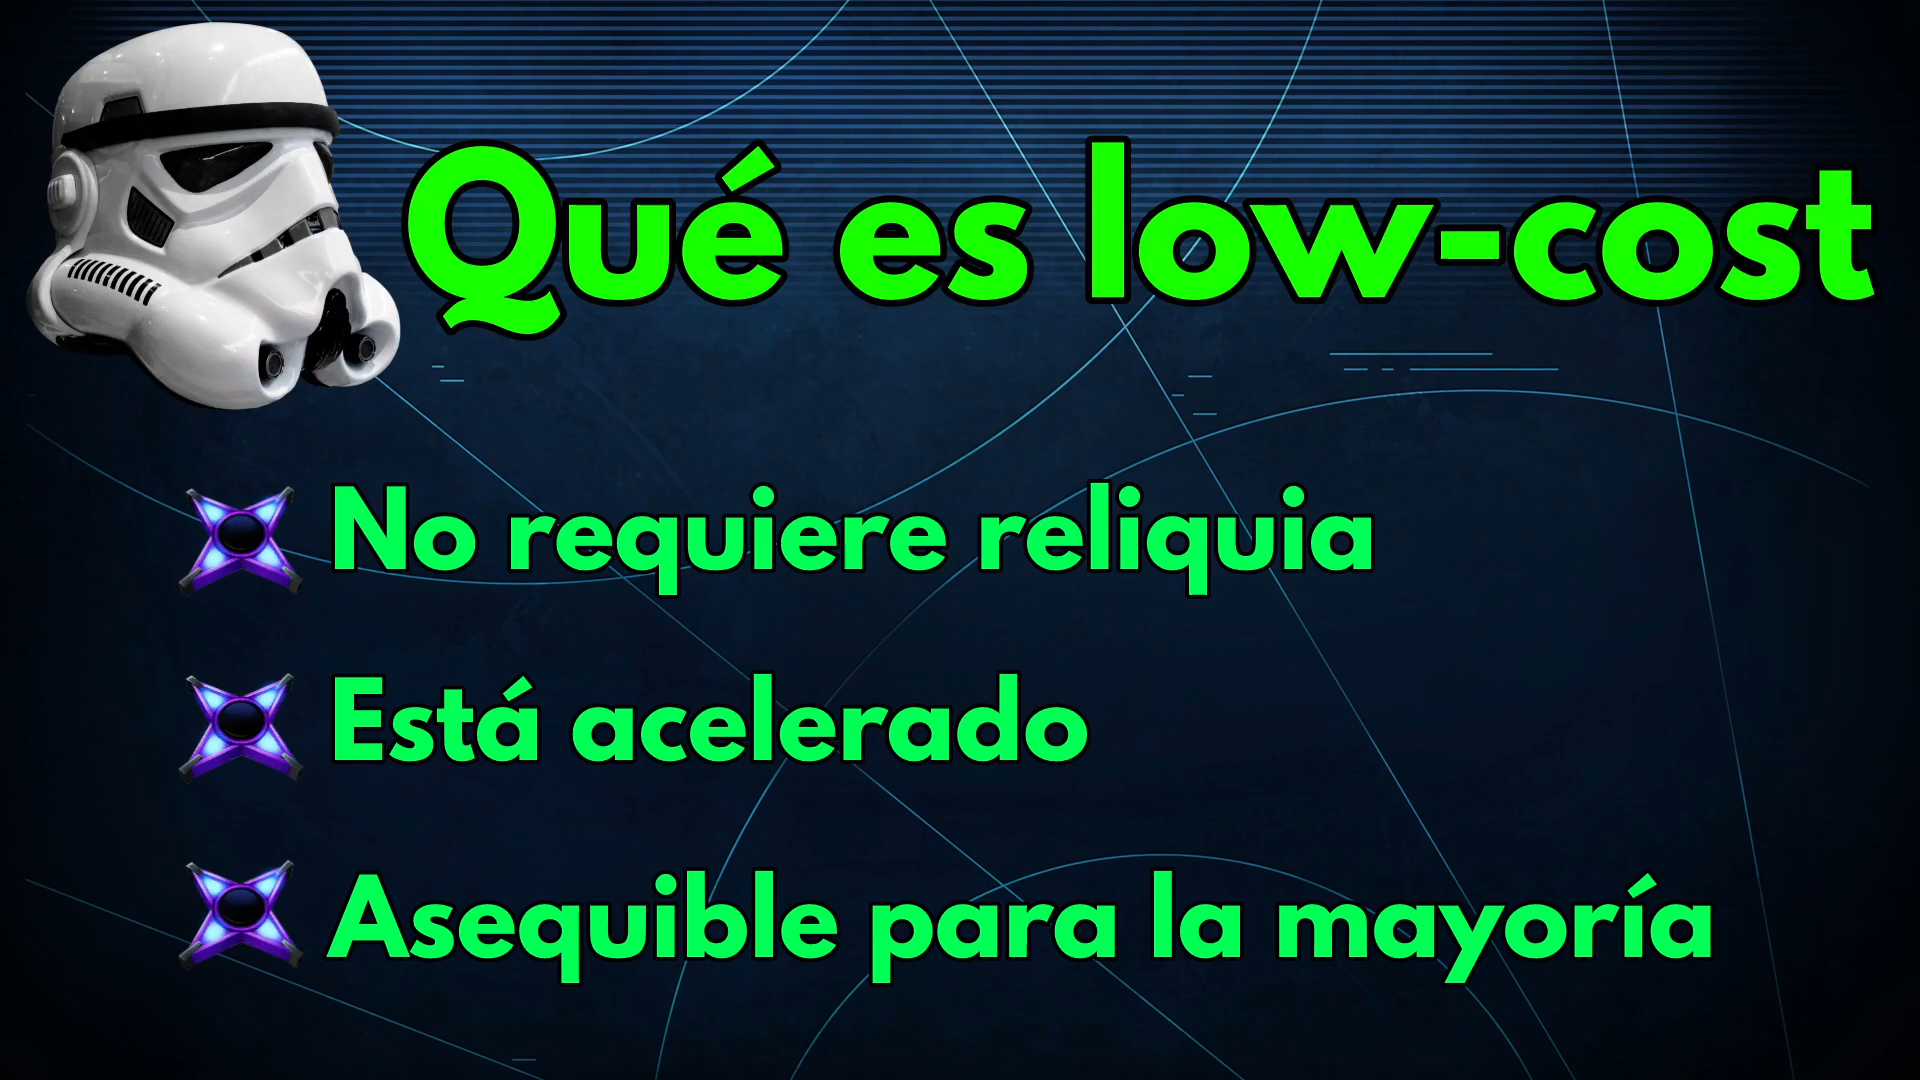 Qué es low-cost
No requiere reliquia
Está acelerado
Asequible para la mayoría